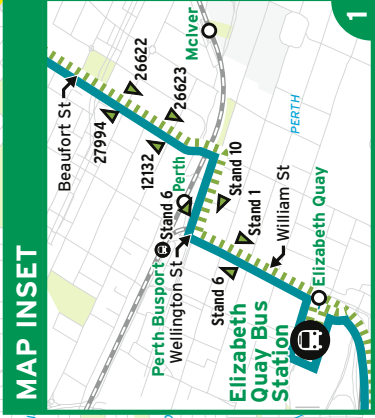 MAP INSET
1
McIver
Beaufort St
26622
27994
26623
12132
Perth
PERTH
Stand 6
Perth Busport
Wellington St
Stand 10
Stand 1
Stand 6
William St
Elizabeth Quay
Elizabeth
Quay Bus
Station